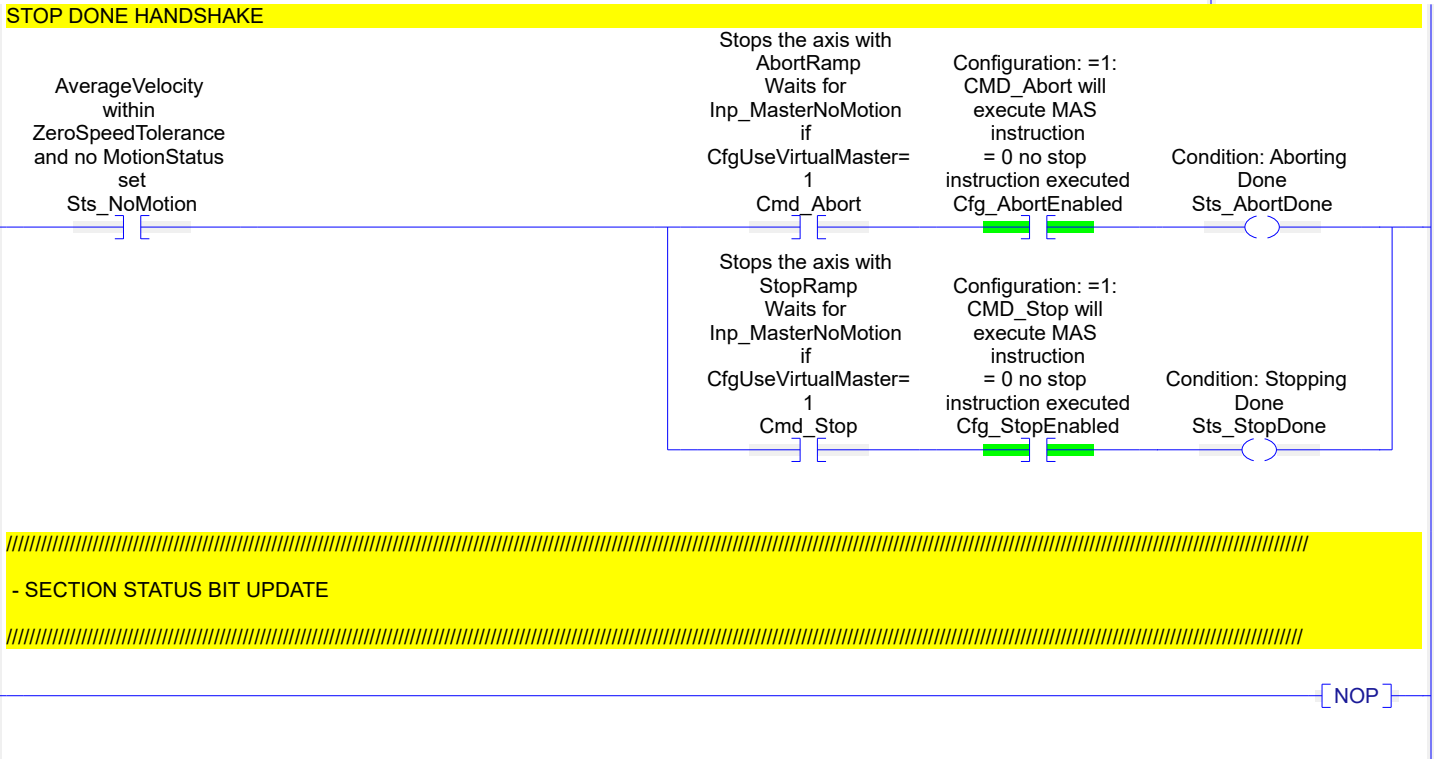 STOP DONE HANDSHAKE
AverageVelocity
within
ZeroSpeedTolerance
and no MotionStatus
set
Sts_NoMotion
Stops the axis with
AbortRamp
Waits for
Inp_MasterNoMotion
if
CfgUseVirtualMaster=
1
Cmd_Abort
Configuration: =1:
CMD_Abort will
execute MAS
instruction
= 0 no stop
instruction executed
Cfg_AbortEnabled
Condition: Aborting
Done
Sts_AbortDone
Stops the axis with
StopRamp
Waits for
Inp_MasterNoMotion
if
CfgUseVirtualMaster=
1
Cmd_Stop
Configuration: =1:
CMD_Stop will
execute MAS
instruction
= 0 no stop
instruction executed
Cfg_StopEnabled
Condition: Stopping
Done
Sts_StopDone
- SECTION STATUS BIT UPDATE
NOP